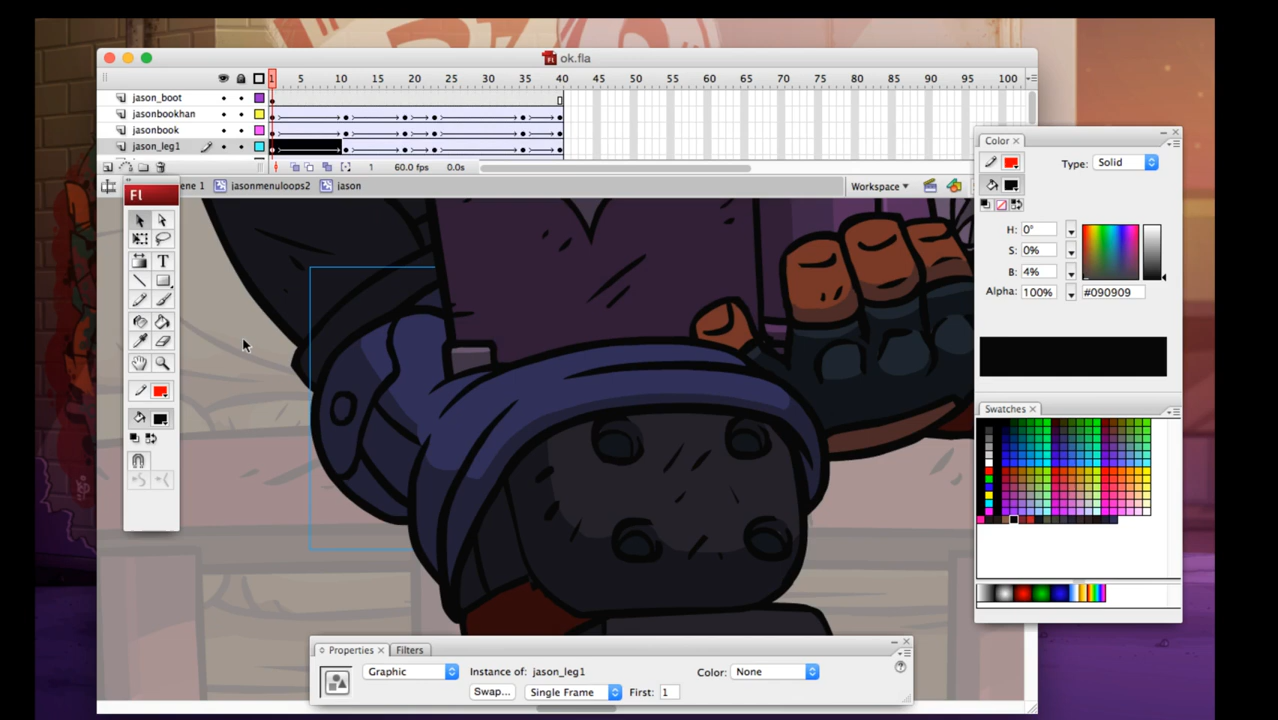 ok.fla
1 5 10 15 20 25 30 35 40 45 50 55 60 65 70 75 80 85 90 95 100
jason_boot
jasonbookhan
jasonbook
jason_leg1
1 60.0 fps 0.0s
Fl
ene 1 jasonmenuloops2 jason
Workspace
T
Color
Type: Solid
H: 0°
S: 0%
B: 4%
Alpha: 100% #090909
Swatches
Properties Filters
Graphic Instance of: jason_leg1 Color: None
Swap... Single Frame First: 1